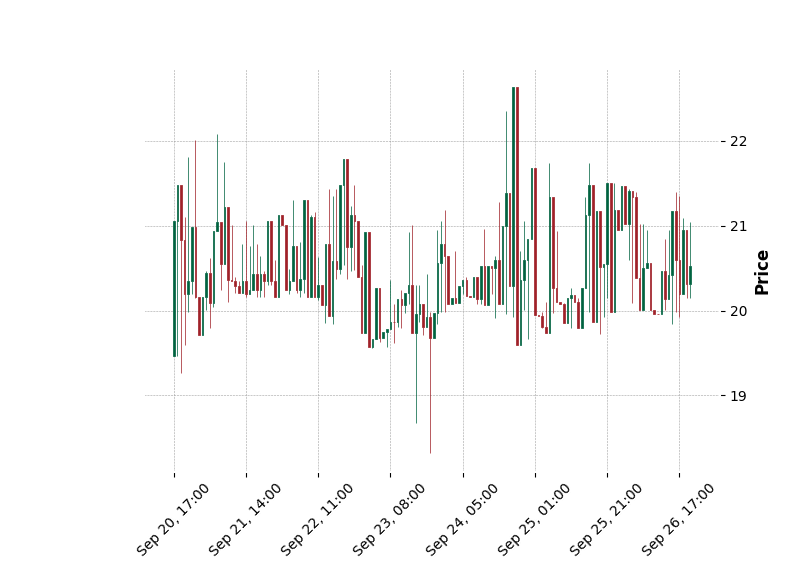 22
21
20
19
Price
Sep 20, 17:00
Sep 21, 14:00
Sep 22, 11:00
Sep 23, 08:00
Sep 24, 05:00
Sep 25, 01:00
Sep 25, 21:00
Sep 26, 17:00